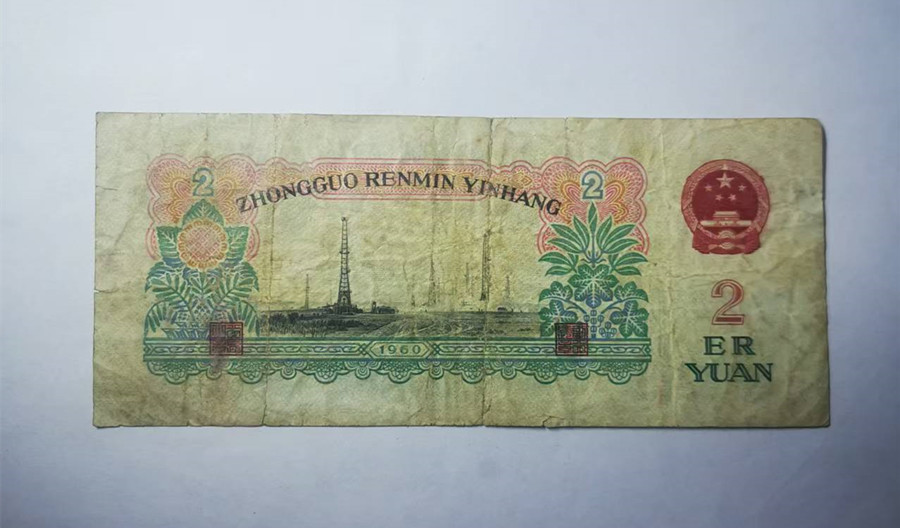 2
ZHONGGUO RENMIN YINHANG
2
1960
2
ER
YUAN